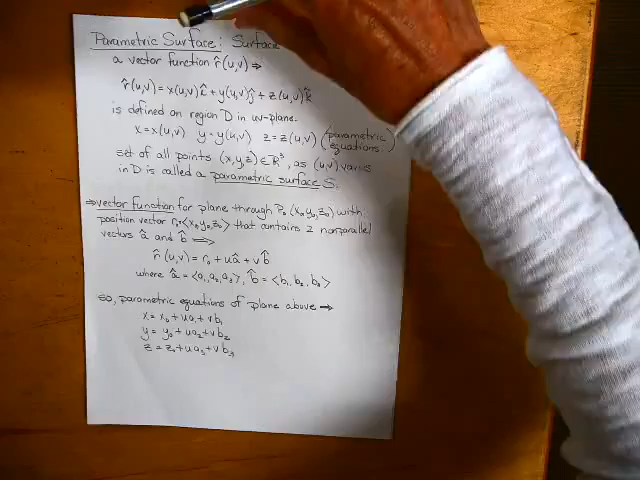 Parametric Surface: Surface
a vector function r̂(u,v) ⇒
r̂(u,v) = x(u,v) î + y(u,v) ĵ + z(u,v) k̂
is defined on region D in uv-plane.
x = x(u,v) y = y(u,v) z = z(u,v) (parametric equations.
set of all points (x,y,z) ∈ R³, as (u,v) varies
in D is called a parametric surface S.
⇒ vector function for plane through P₀ (x₀,y₀,z₀) with
position vector r₀ <x₀,y₀,z₀> that contains 2 nonparallel
vectors â and b̂ ⇒
r̂(u,v) = r₀ + uâ + vb̂
where â = <a₁,a₂,a₃>, b̂ = <b₁, b₂, b₃>
so, parametric equations of plane above ⇒
x = x₀ + ua₁ + vb₁
y = y₀ + ua₂ + vb₂
z = z₀ + ua₃ + vb₃